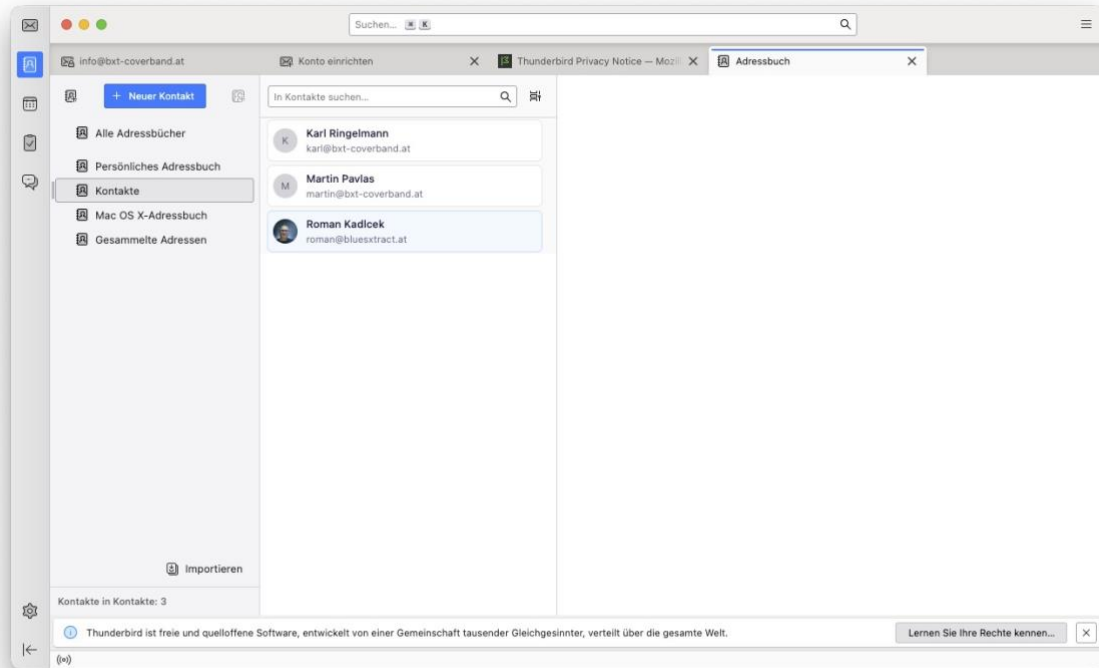 Suchen... ⌘ K
info@bxt-coverband.at
Konto einrichten
Thunderbird Privacy Notice — Mozil
Adressbuch
+ Neuer Kontakt
Alle Adressbücher
Persönliches Adressbuch
Kontakte
Mac OS X-Adressbuch
Gesammelte Adressen
Importieren
Kontakte in Kontakte: 3
In Kontakte suchen...
K
Karl Ringelmann
karl@bxt-coverband.at
M
Martin Pavlas
martin@bxt-coverband.at
Roman Kadlcek
roman@bluesxtract.at
Thunderbird ist freie und quelloffene Software, entwickelt von einer Gemeinschaft tausender Gleichgesinnter, verteilt über die gesamte Welt.
Lernen Sie Ihre Rechte kennen...